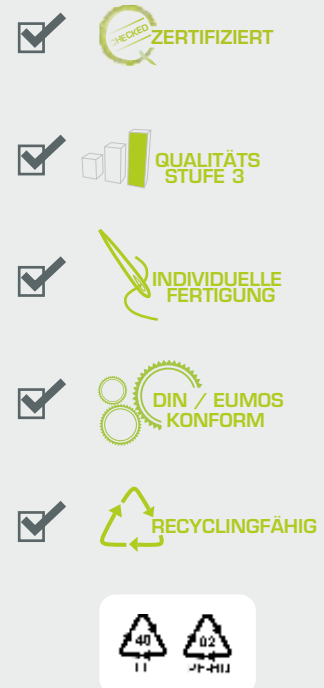 CHECKED
ZERTIFIZIERT
QUALITÄTS
STUFE 3
INDIVIDUELLE
FERTIGUNG
DIN / EUMOS
KONFORM
RECYCLINGFÄHIG
40
02